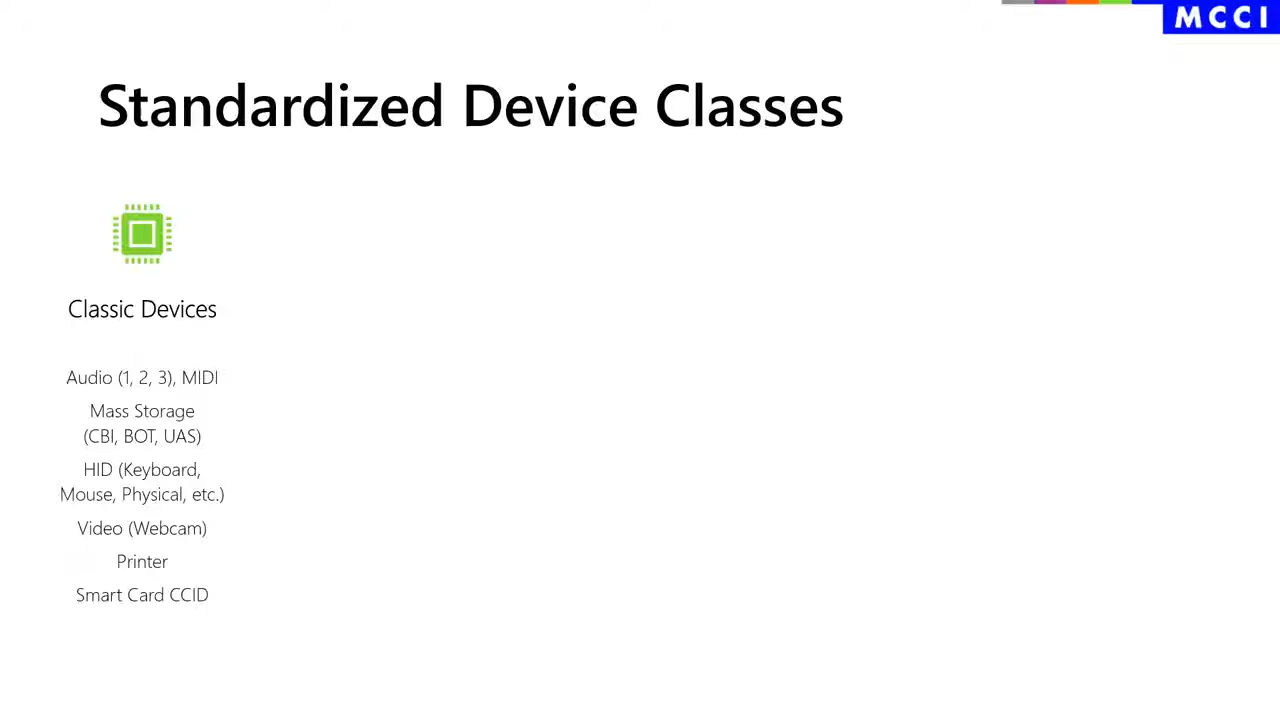 MCCI
Standardized Device Classes
Classic Devices
Audio (1, 2, 3), MIDI
Mass Storage
(CBI, BOT, UAS)
HID (Keyboard,
Mouse, Physical, etc.)
Video (Webcam)
Printer
Smart Card CCID